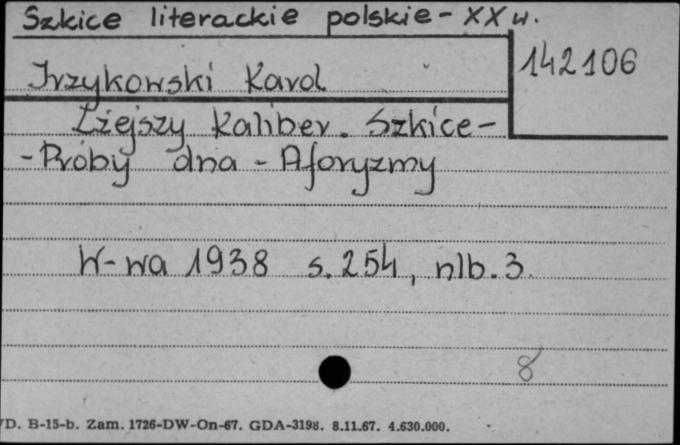 Szkice literackie polskie - XX w.
142106
Irzykowski Karol
Lżejszy kaliber. Szkice-
-Próby dna - Aforyzmy
W-wa 1938 s. 254, nlb. 3.
8
D. B-15-b. Zam. 1726-DW-On-67. GDA-3198. 8.11.67. 4.630.000.